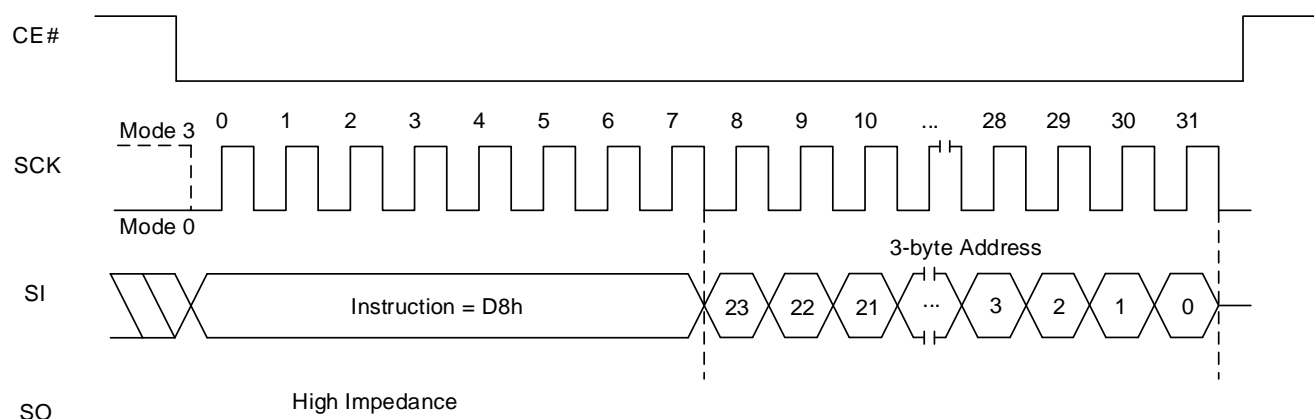 CE#
Mode 3
0 1 2 3 4 5 6 7 8 9 10 ... 28 29 30 31
SCK
Mode 0
3-byte Address
SI
Instruction = D8h
23 22 21 ... 3 2 1 0
High Impedance
SO